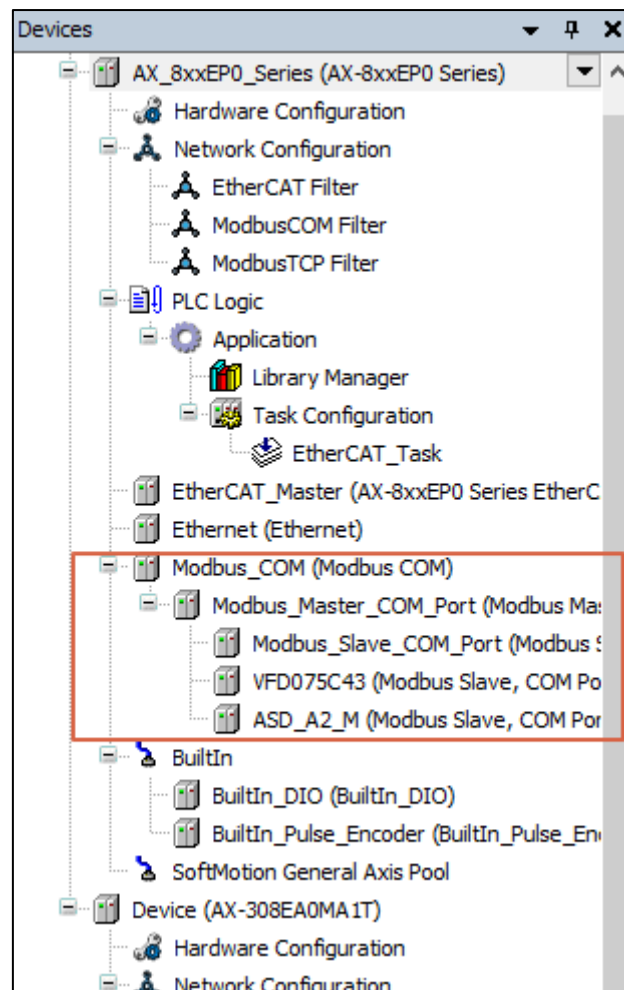 Devices
AX_8xxEP0_Series (AX-8xxEP0 Series)
Hardware Configuration
Network Configuration
EtherCAT Filter
ModbusCOM Filter
ModbusTCP Filter
PLC Logic
Application
Library Manager
Task Configuration
EtherCAT_Task
EtherCAT_Master (AX-8xxEP0 Series EtherC
Ethernet (Ethernet)
Modbus_COM (Modbus COM)
Modbus_Master_COM_Port (Modbus Mas
Modbus_Slave_COM_Port (Modbus S
VFD075C43 (Modbus Slave, COM Po
ASD_A2_M (Modbus Slave, COM Por
BuiltIn
BuiltIn_DIO (BuiltIn_DIO)
BuiltIn_Pulse_Encoder (BuiltIn_Pulse_En
SoftMotion General Axis Pool
Device (AX-308EA0MA1T)
Hardware Configuration
Network Configuration